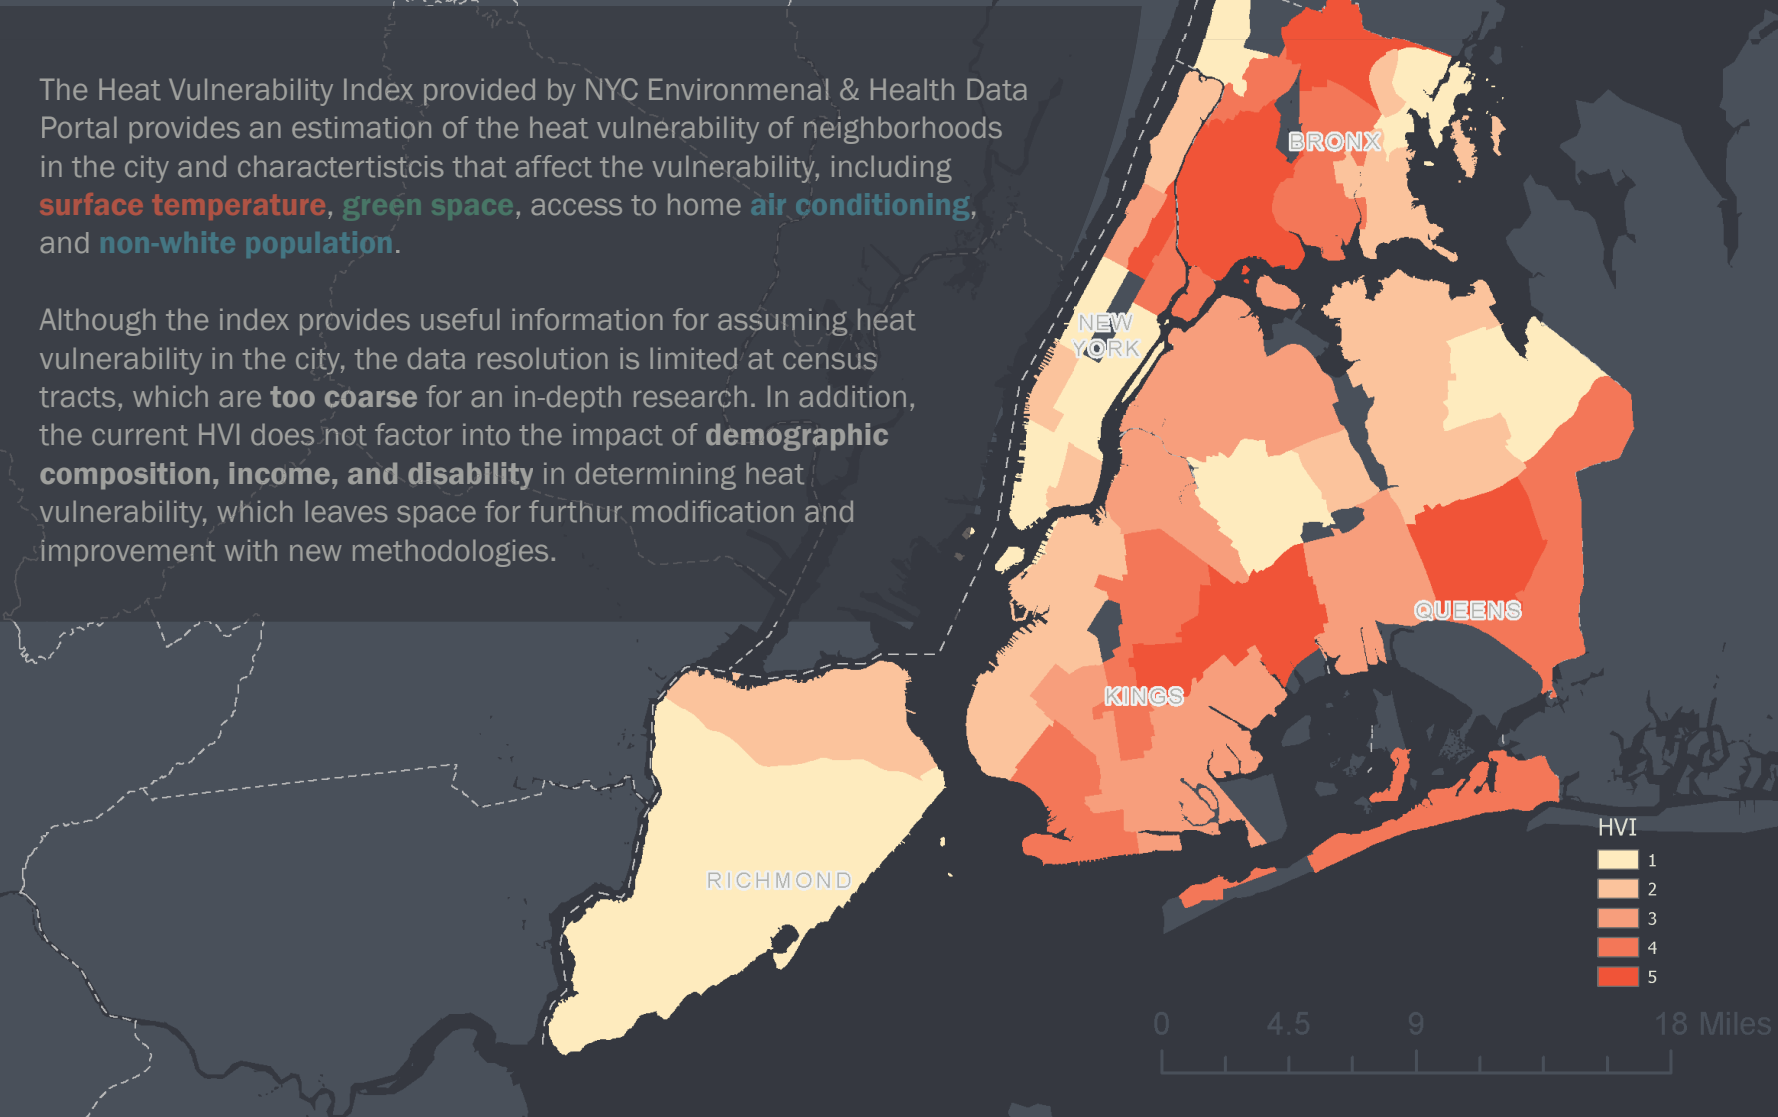 The Heat Vulnerability Index provided by NYC Environmenal & Health Data
Portal provides an estimation of the heat vulnerability of neighborhoods
in the city and charactertistcis that affect the vulnerability, including
surface temperature, green space, access to home air conditioning,
and non-white population.
Although the index provides useful information for assuming heat
vulnerability in the city, the data resolution is limited at census
tracts, which are too coarse for an in-depth research. In addition,
the current HVI does not factor into the impact of demographic
composition, income, and disability in determining heat
vulnerability, which leaves space for furthur modification and
improvement with new methodologies.
BRONX
NEW
YORK
QUEENS
KINGS
RICHMOND
HVI
1
2
3
4
5
0 4.5 9 18 Miles